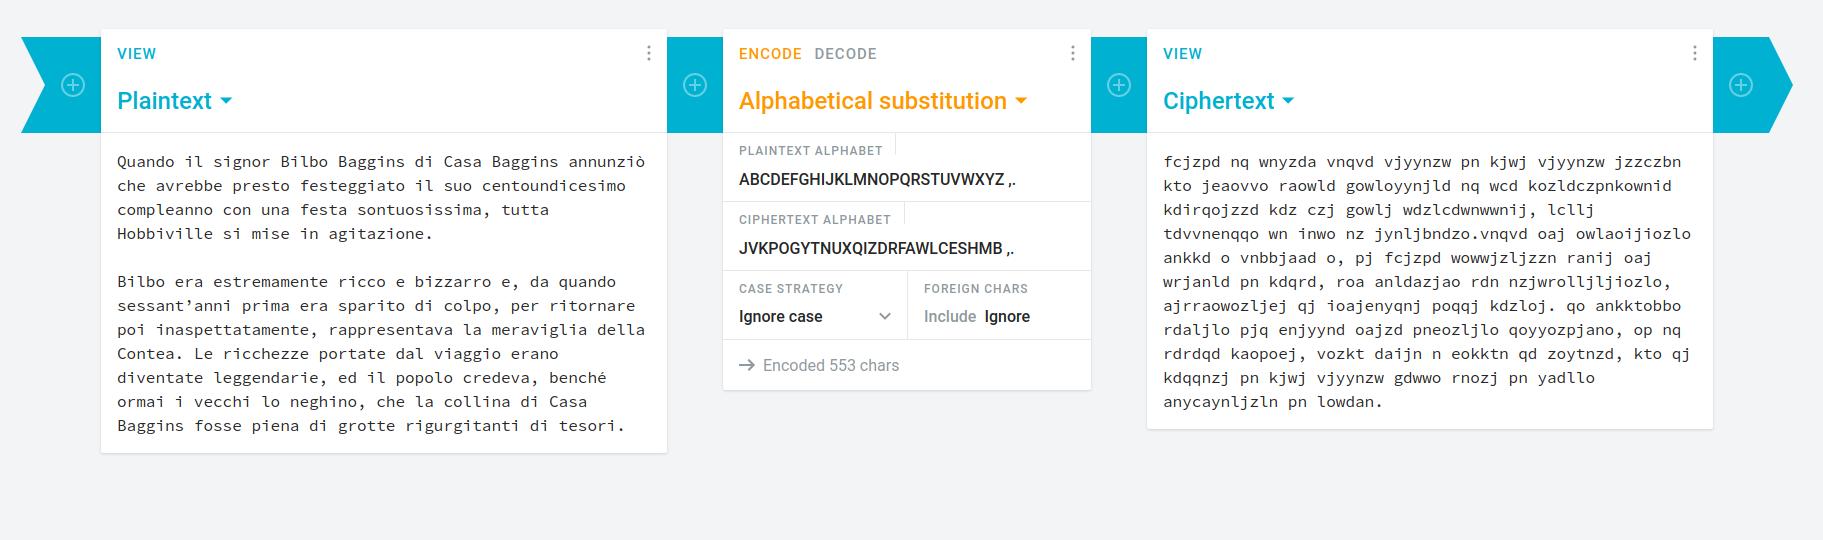 VIEW
Plaintext
Quando il signor Bilbo Baggins di Casa Baggins annunziò
che avrebbe presto festeggiato il suo centoundicesimo
compleanno con una festa sontuosissima, tutta
Hobbiville si mise in agitazione.
Bilbo era estremamente ricco e bizzarro e, da quando
sessant’anni prima era sparito di colpo, per ritornare
poi inaspettatamente, rappresentava la meraviglia della
Contea. Le ricchezze portate dal viaggio erano
diventate leggendarie, ed il popolo credeva, benché
ormai i vecchi lo neghino, che la collina di Casa
Baggins fosse piena di grotte rigurgitanti di tesori.
ENCODE DECODE
Alphabetical substitution
PLAINTEXT ALPHABET
ABCDEFGHIJKLMNOPQRSTUVWXYZ ,.
CIPHERTEXT ALPHABET
JVKPOGYTNUXQIZDRFAWLCESHMB ,.
CASE STRATEGY
Ignore case
FOREIGN CHARS
Include Ignore
→ Encoded 553 chars
VIEW
Ciphertext
fcjzpd nq wnyzda vnqvd vjyynzw pn kjwj vjyynzw jzzczbn
kto jeaovvo raowld gowloyynjld nq wcd kozldczpnkownid
kdirqojzzd kdz czj gowlj wdzlcdwnwwnij, lcllj
tdvvnenqqo wn inwo nz jynljbndzo.vnqvd oaj owlaoijiozlo
ankkd o vnbbjaad o, pj fcjzpd wowwjzljzzn ranij oaj
wrjanld pn kdqrd, roa anldazjao rdn nzjwrolljljiozlo,
ajrraowozljej qj ioajenyqnj poqqj kdzloj. qo ankktobbo
rdaljlo pjq enjyynd oajzd pneozljlo qoyyozpjano, op nq
rdrdqd kaopoej, vozkt daijn n eokktn qd zoytnzd, kto qj
kdqqnzj pn kjwj vjyynzw gdwwo rnozj pn yadllo
anycaynljzln pn lowdan.